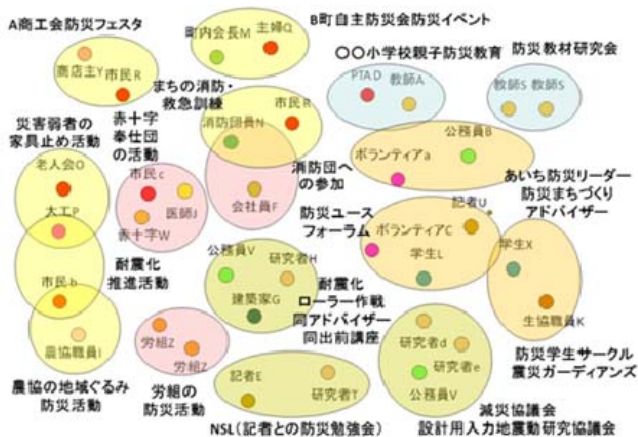 A商工会防災フェスタ
商店主Y
市民R
町内会長M
主婦Q
B町自主防災会防災イベント
〇〇小学校親子防災教育
PTAD
教師A
防災教材研究会
教師S
教師S
まちの消防・
救急訓練
市民R
消防団員N
会社員F
消防団への
参加
赤十字
奉仕団
の活動
市民c
医師J
赤十字W
災害弱者の
家具止め活動
老人会O
大工P
市民b
農協職員I
耐震化
推進活動
農協の地域ぐるみ
防災活動
労組Z
労組Z
労組の
防災活動
公務員B
ボランティアa
あいち防災リーダー
防災まちづくり
アドバイザー
防災ユース
フォーラム
記者U
ボランティアC
学生L
学生X
生協職員K
防災学生サークル
震災ガーディアンズ
公務員V
研究者H
建築家G
耐震化
ローラー作戦
同アドバイザー
同出前講座
記者E
研究者T
NSL(記者との防災勉強会)
研究者d
研究者e
公務員V
減災協議会
設計用入力地震動研究協議会